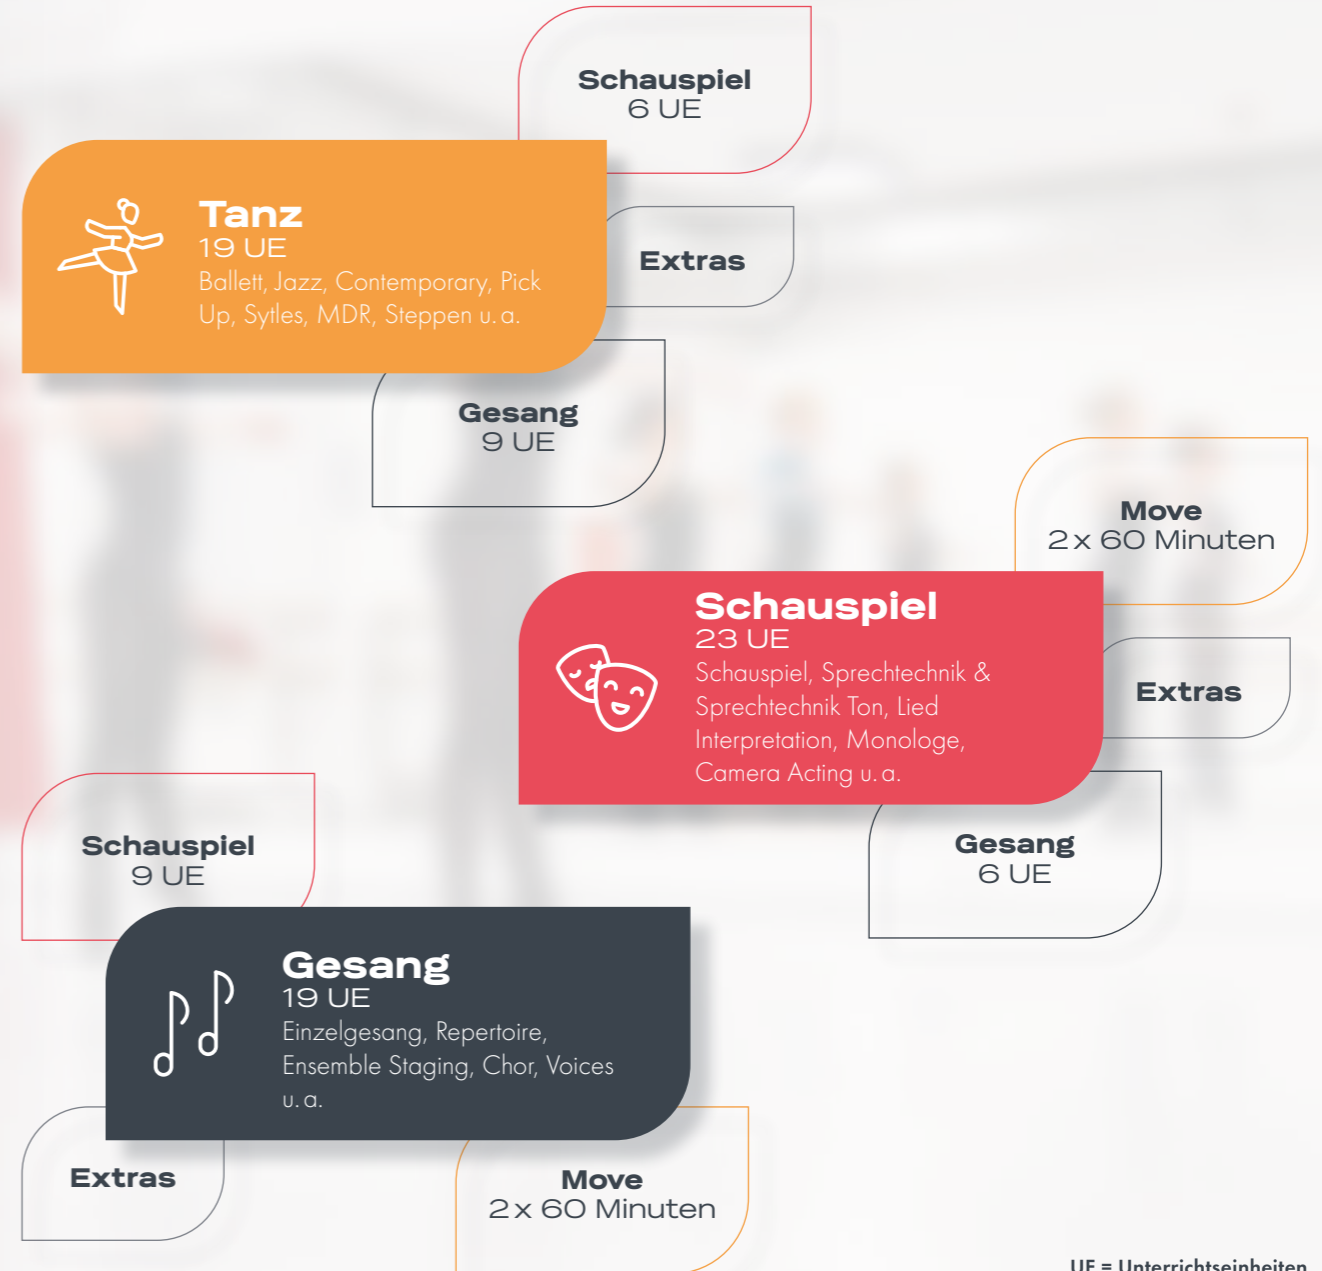 Schauspiel
6 UE
Tanz
19 UE
Ballett, Jazz, Contemporary, Pick
Up, Sytles, MDR, Steppen u. a.
Extras
Gesang
9 UE
Move
2 x 60 Minuten
Schauspiel
23 UE
Schauspiel, Sprechtechnik &
Sprechtechnik Ton, Lied
Interpretation, Monologe,
Camera Acting u. a.
Extras
Gesang
6 UE
Schauspiel
9 UE
Gesang
19 UE
Einzelgesang, Repertoire,
Ensemble Staging, Chor, Voices
u. a.
Extras
Move
2 x 60 Minuten
UE = Unterrichtseinheiten